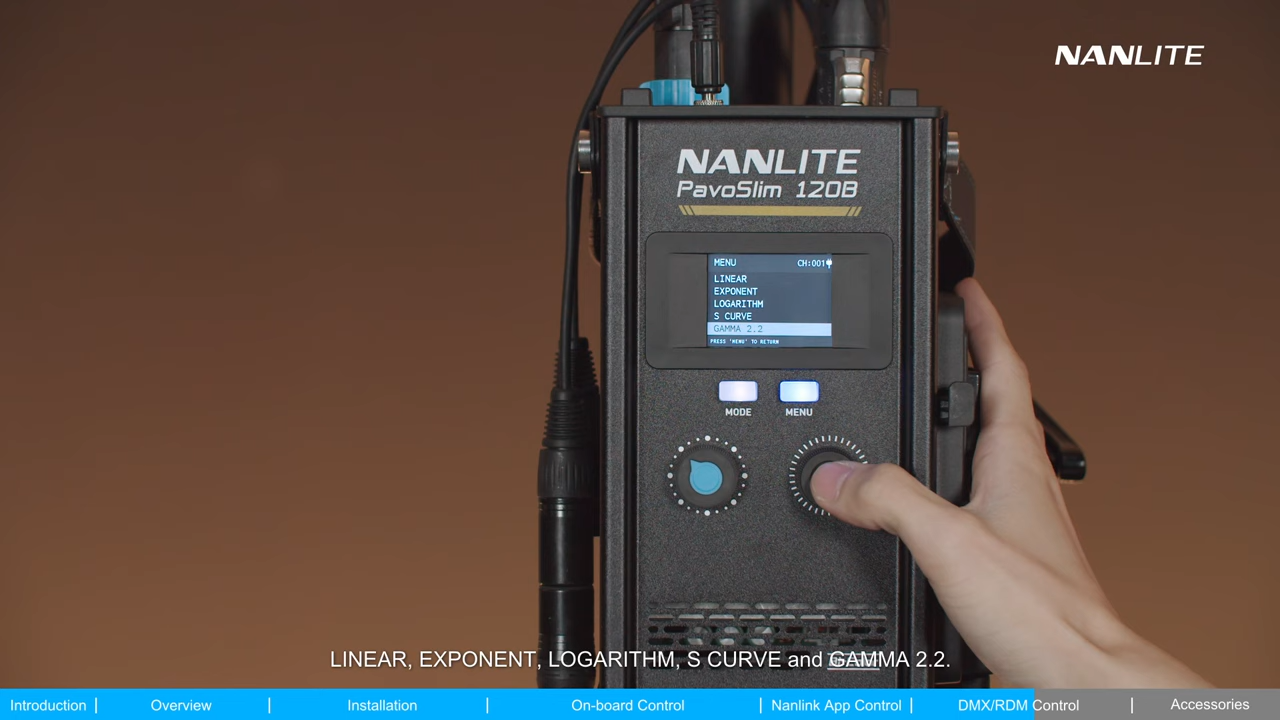 NANLITE
NANLITE
PavoSlim 120B
MENU CH:001
LINEAR
EXPONENT
LOGARITHM
S CURVE
GAMMA 2.2
PRESS 'MENU' TO RETURN
MODE MENU
LINEAR, EXPONENT, LOGARITHM, S CURVE and GAMMA 2.2.
Introduction | Overview | Installation | On-board Control | Nanlink App Control | DMX/RDM Control | Accessories